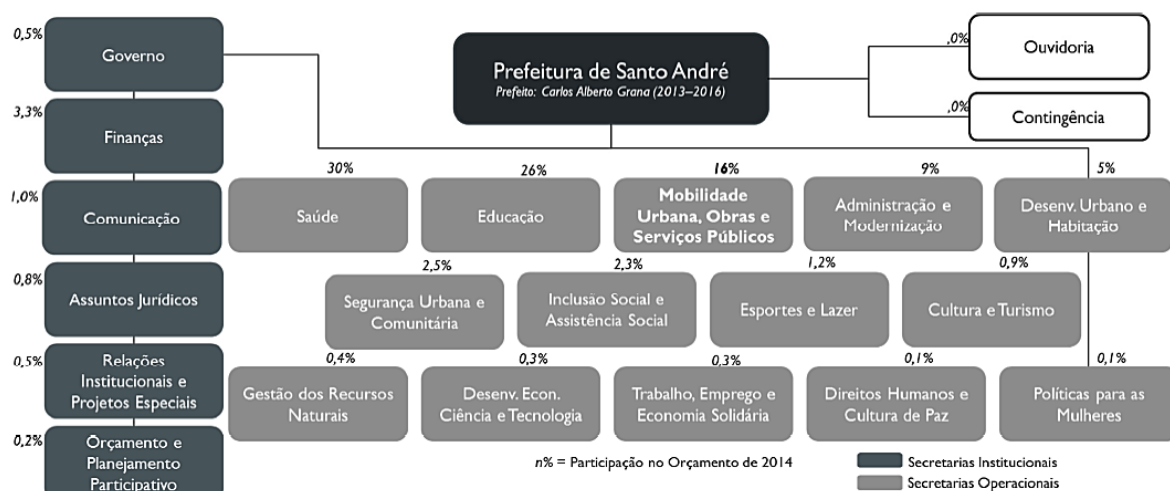 0,5%
Governo
3,3%
Finanças
1,0%
Comunicação
0,8%
Assuntos Jurídicos
0,5%
Relações
Institucionais e
Projetos Especiais
0,2%
Orçamento e
Planejamento
Participativo
Prefeitura de Santo André
Prefeito: Carlos Alberto Grana (2013–2016)
,0%
Ouvidoria
,0%
Contingência
30%
Saúde
26%
Educação
16%
Mobilidade
Urbana, Obras e
Serviços Públicos
9%
Administração e
Modernização
5%
Desenv. Urbano e
Habitação
2,5%
Segurança Urbana e
Comunitária
2,3%
Inclusão Social e
Assistência Social
1,2%
Esportes e Lazer
0,9%
Cultura e Turismo
0,4%
Gestão dos Recursos
Naturais
0,3%
Desenv. Econ.
Ciência e Tecnologia
0,3%
Trabalho, Emprego e
Economia Solidária
0,1%
Direitos Humanos e
Cultura de Paz
0,1%
Políticas para as
Mulheres
n% = Participação no Orçamento de 2014
Secretarias Institucionais
Secretarias Operacionais